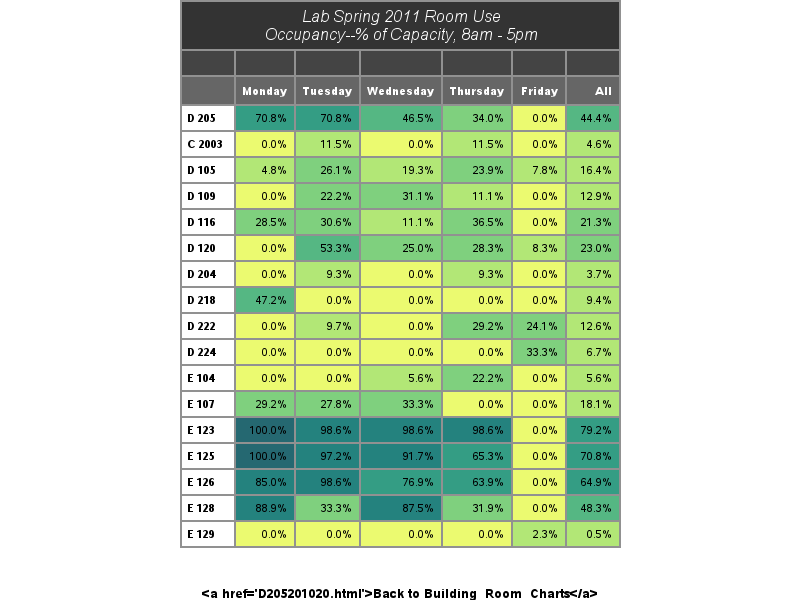 Lab Spring 2011 Room Use
Occupancy--% of Capacity, 8am - 5pm
Monday Tuesday Wednesday Thursday Friday All
D 205 70.8% 70.8% 46.5% 34.0% 0.0% 44.4%
C 2003 0.0% 11.5% 0.0% 11.5% 0.0% 4.6%
D 105 4.8% 26.1% 19.3% 23.9% 7.8% 16.4%
D 109 0.0% 22.2% 31.1% 11.1% 0.0% 12.9%
D 116 28.5% 30.6% 11.1% 36.5% 0.0% 21.3%
D 120 0.0% 53.3% 25.0% 28.3% 8.3% 23.0%
D 204 0.0% 9.3% 0.0% 9.3% 0.0% 3.7%
D 218 47.2% 0.0% 0.0% 0.0% 0.0% 9.4%
D 222 0.0% 9.7% 0.0% 29.2% 24.1% 12.6%
D 224 0.0% 0.0% 0.0% 0.0% 33.3% 6.7%
E 104 0.0% 0.0% 5.6% 22.2% 0.0% 5.6%
E 107 29.2% 27.8% 33.3% 0.0% 0.0% 18.1%
E 123 100.0% 98.6% 98.6% 98.6% 0.0% 79.2%
E 125 100.0% 97.2% 91.7% 65.3% 0.0% 70.8%
E 126 85.0% 98.6% 76.9% 63.9% 0.0% 64.9%
E 128 88.9% 33.3% 87.5% 31.9% 0.0% 48.3%
E 129 0.0% 0.0% 0.0% 0.0% 2.3% 0.5%
<a href='D205201020.html'>Back to Building_Room_Charts</a>